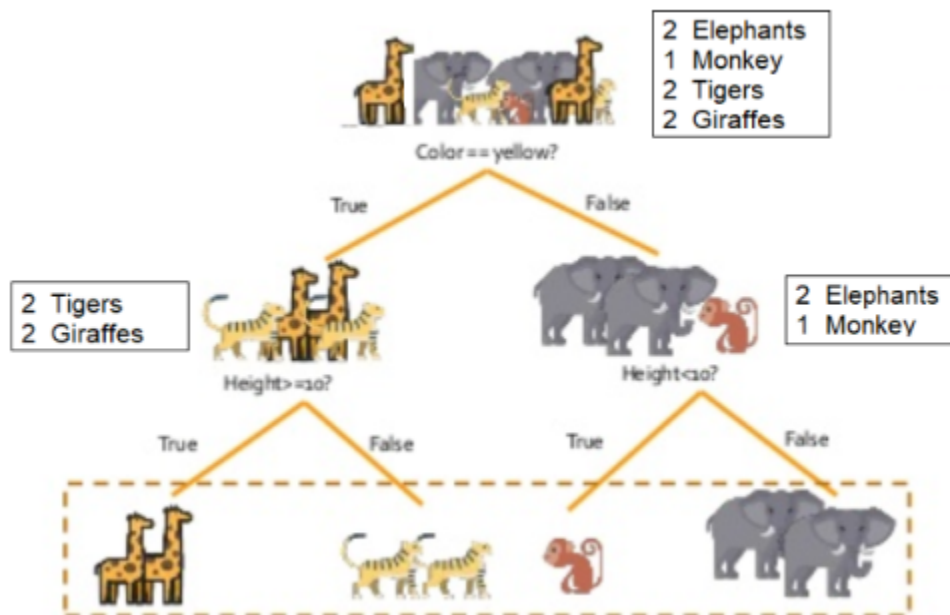 2 Elephants
1 Monkey
2 Tigers
2 Giraffes
Color == yellow?
True
False
2 Tigers
2 Giraffes
2 Elephants
1 Monkey
Height>=10?
Height<10?
True
False
True
False